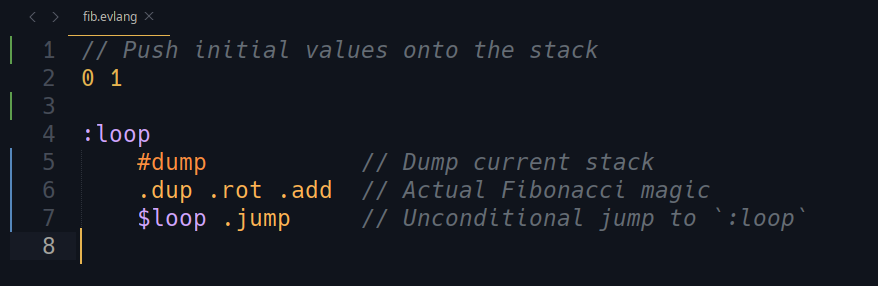 fib.evlang
1 // Push initial values onto the stack
2 0 1
3
4 :loop
5     #dump           // Dump current stack
6     .dup .rot .add  // Actual Fibonacci magic
7     $loop .jump     // Unconditional jump to `:loop`
8